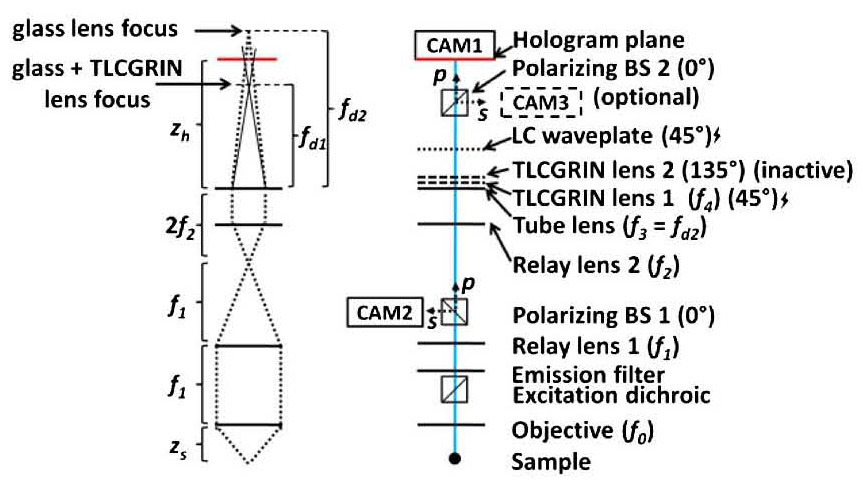 glass lens focus
glass + TLCGRIN
lens focus
z_h
f_d1
f_d2
2f_2
f_1
f_1
z_s
CAM1
Hologram plane
p
Polarizing BS 2 (0°)
s
CAM3
(optional)
LC waveplate (45°)⚡
TLCGRIN lens 2 (135°) (inactive)
TLCGRIN lens 1 (f_4) (45°)⚡
Tube lens (f_3 = f_d2)
Relay lens 2 (f_2)
p
CAM2
s
Polarizing BS 1 (0°)
Relay lens 1 (f_1)
Emission filter
Excitation dichroic
Objective (f_0)
Sample